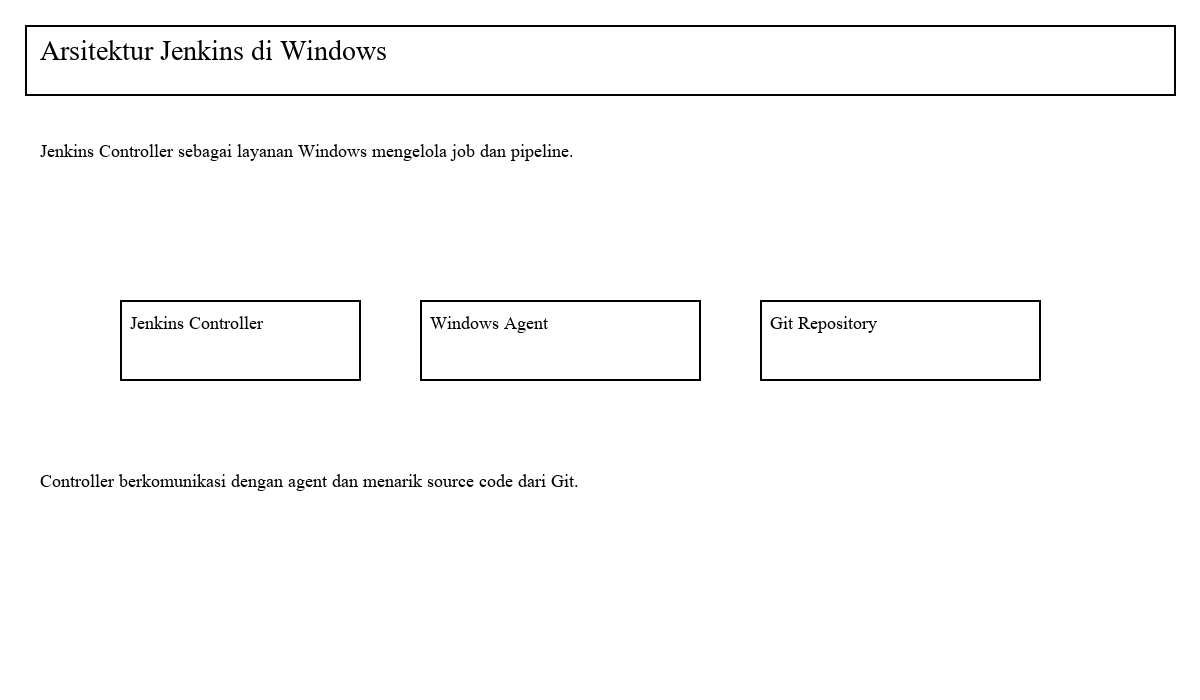 Arsitektur Jenkins di Windows
Jenkins Controller sebagai layanan Windows mengelola job dan pipeline.
Jenkins Controller
Windows Agent
Git Repository
Controller berkomunikasi dengan agent dan menarik source code dari Git.